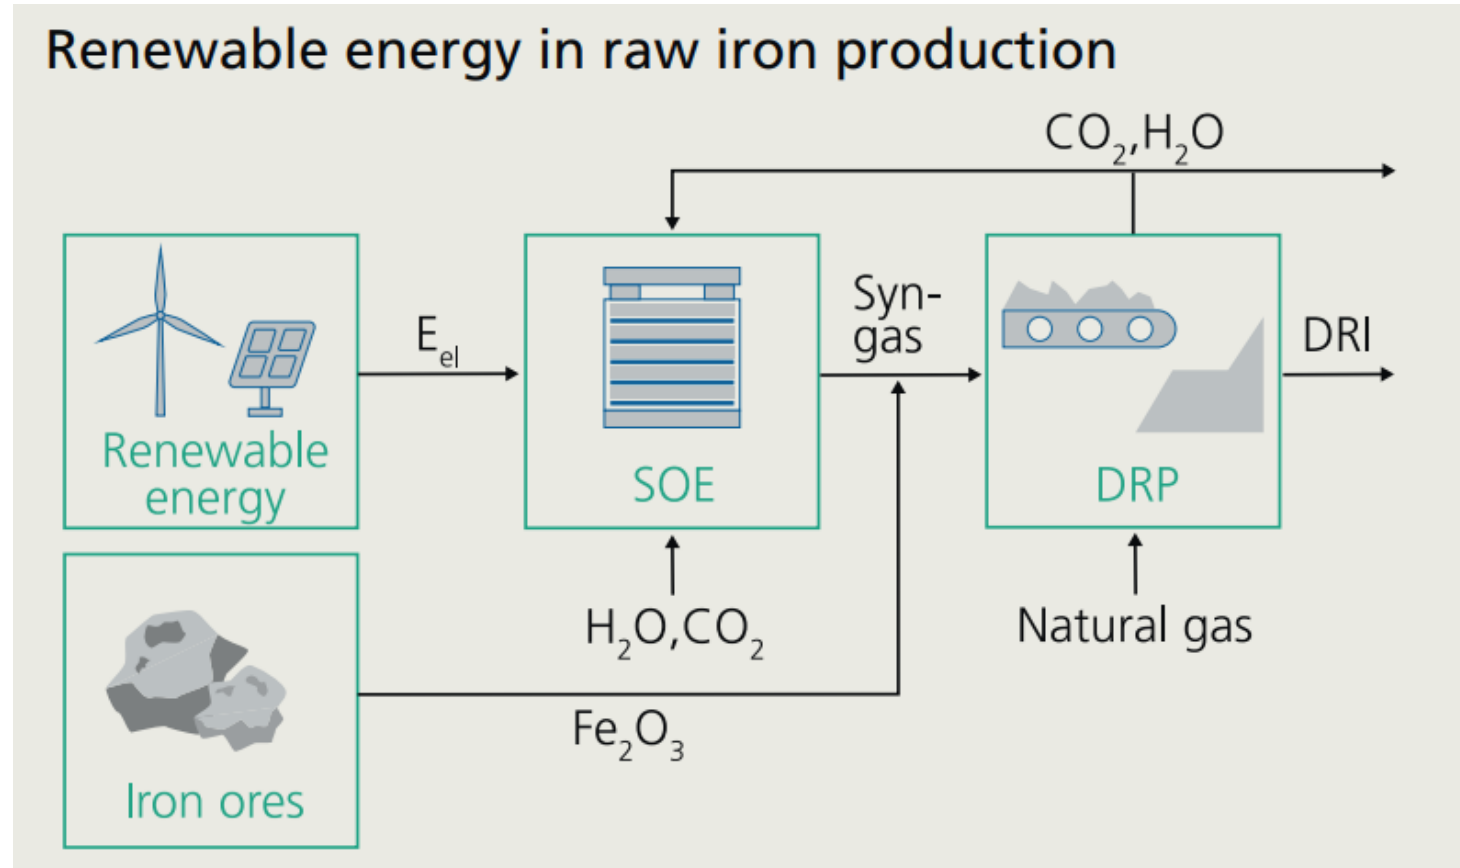 Renewable energy in raw iron production
CO₂,H₂O
Syn-
gas
E_el
DRI
Renewable
energy
SOE
DRP
H₂O,CO₂
Natural gas
Fe₂O₃
Iron ores